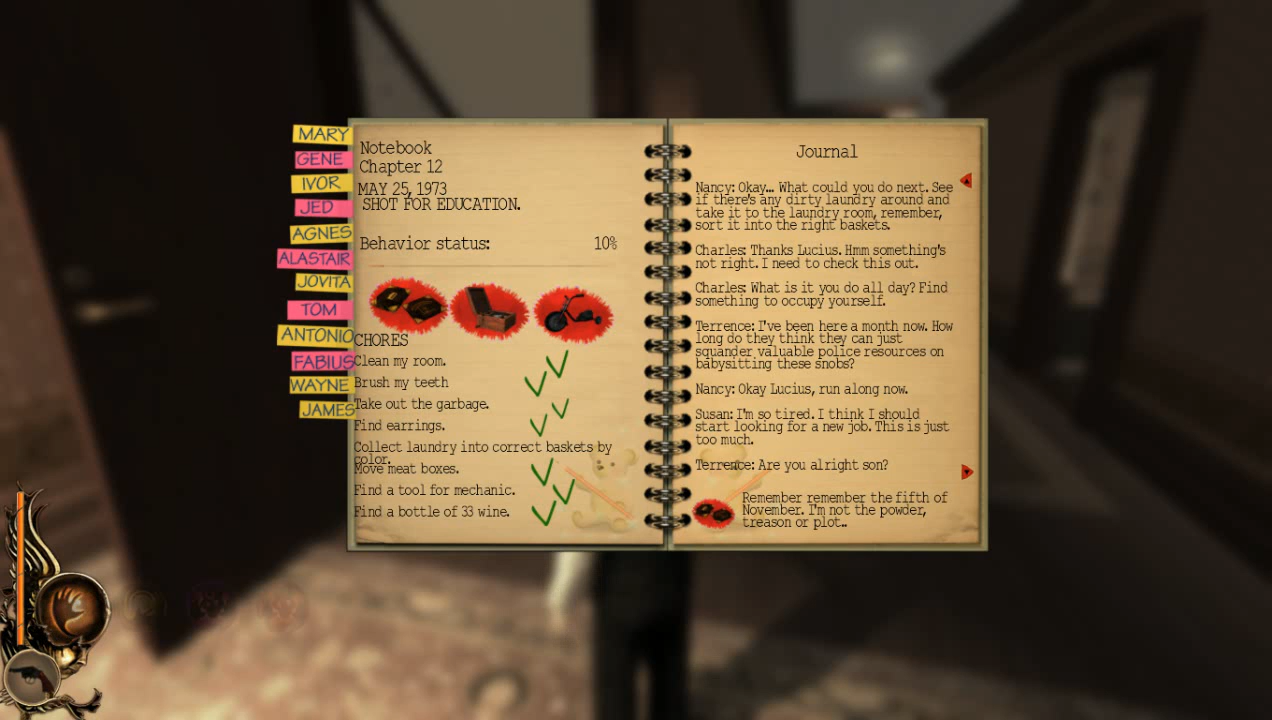 MARY
GENE
IVOR
JED
AGNES
ALASTAIR
JOVITA
TOM
ANTONIO
FABIUS
WAYNE
JAMES
Notebook
Chapter 12
MAY 25, 1973
SHOT FOR EDUCATION.
Behavior status: 10%
CHORES
Clean my room.
Brush my teeth
Take out the garbage.
Find earrings.
Collect laundry into correct baskets by
color.
Move meat boxes.
Find a tool for mechanic.
Find a bottle of 33 wine.
Journal
Nancy: Okay... What could you do next. See
if there's any dirty laundry around and
take it to the laundry room, remember,
sort it into the right baskets.
Charles: Thanks Lucius. Hmm something's
not right. I need to check this out.
Charles: What is it you do all day? Find
something to occupy yourself.
Terrence: I've been here a month now. How
long do they think they can just
squander valuable police resources on
babysitting these snobs?
Nancy: Okay Lucius, run along now.
Susan: I'm so tired. I think I should
start looking for a new job. This is just
too much.
Terrence: Are you alright son?
Remember remember the fifth of
November. I'm not the powder,
treason or plot..